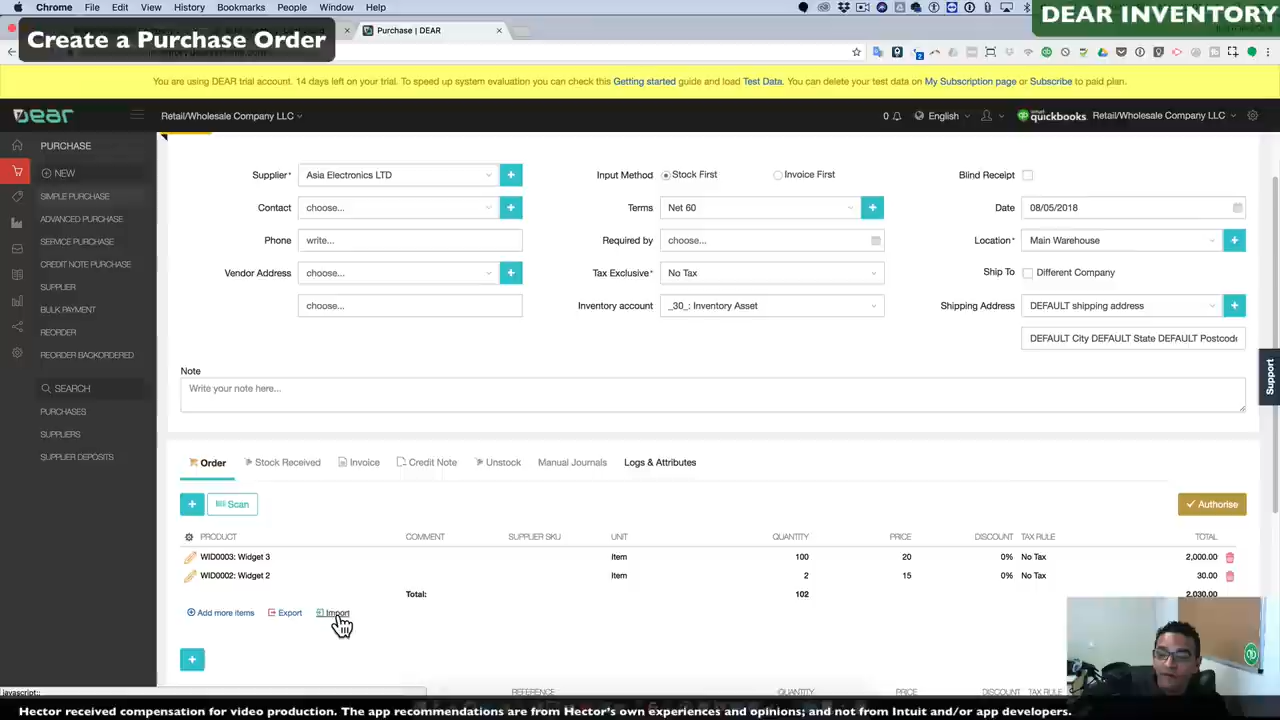 Chrome File Edit View History Bookmarks People Window Help
DEAR INVENTORY
Create a Purchase Order
Purchase | DEAR
You are using DEAR trial account. 14 days left on your trial. To speed up system evaluation you can check this Getting started guide and load Test Data. You can delete your test data on My Subscription page or Subscribe to paid plan.
Dear
Retail/Wholesale Company LLC
0 English quickbooks Retail/Wholesale Company LLC
PURCHASE
NEW
SIMPLE PURCHASE
ADVANCED PURCHASE
SERVICE PURCHASE
CREDIT NOTE PURCHASE
SUPPLIER
BULK PAYMENT
REORDER
REORDER BACKORDERED
SEARCH
PURCHASES
SUPPLIERS
SUPPLIER DEPOSITS
Supplier* Asia Electronics LTD Input Method Stock First Invoice First Blind Receipt
Contact choose... Terms Net 60 Date 08/05/2018
Phone write... Required by choose... Location* Main Warehouse
Vendor Address choose... Tax Exclusive* No Tax Ship To Different Company
choose... Inventory account _30_: Inventory Asset Shipping Address DEFAULT shipping address
DEFAULT City DEFAULT State DEFAULT Postcode
Note
Write your note here...
Support
Order Stock Received Invoice Credit Note Unstock Manual Journals Logs & Attributes
+ Scan Authorise
PRODUCT COMMENT SUPPLIER SKU UNIT QUANTITY PRICE DISCOUNT TAX RULE TOTAL
WID0003: Widget 3 Item 100 20 0% No Tax 2,000.00
WID0002: Widget 2 Item 2 15 0% No Tax 30.00
Total: 102 2,030.00
Add more items Export Import
+
REFERENCE QUANTITY PRICE DISCOUNT TAX RU
javascript:;
Hector received compensation for video production. The app recommendations are from Hector's own experiences and opinions; and not from Intuit and/or app developers.